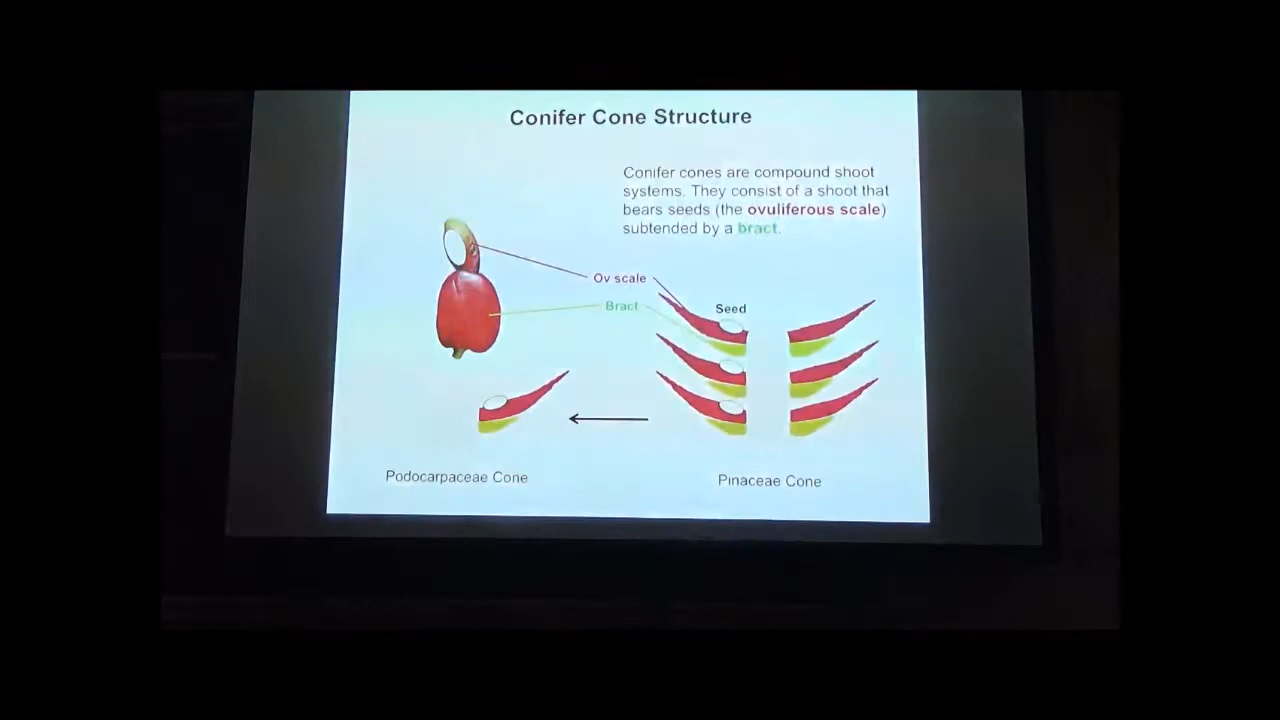 Conifer Cone Structure
Conifer cones are compound shoot
systems. They consist of a shoot that
bears seeds (the ovuliferous scale)
subtended by a bract.
Ov scale
Bract
Seed
Podocarpaceae Cone
Pinaceae Cone